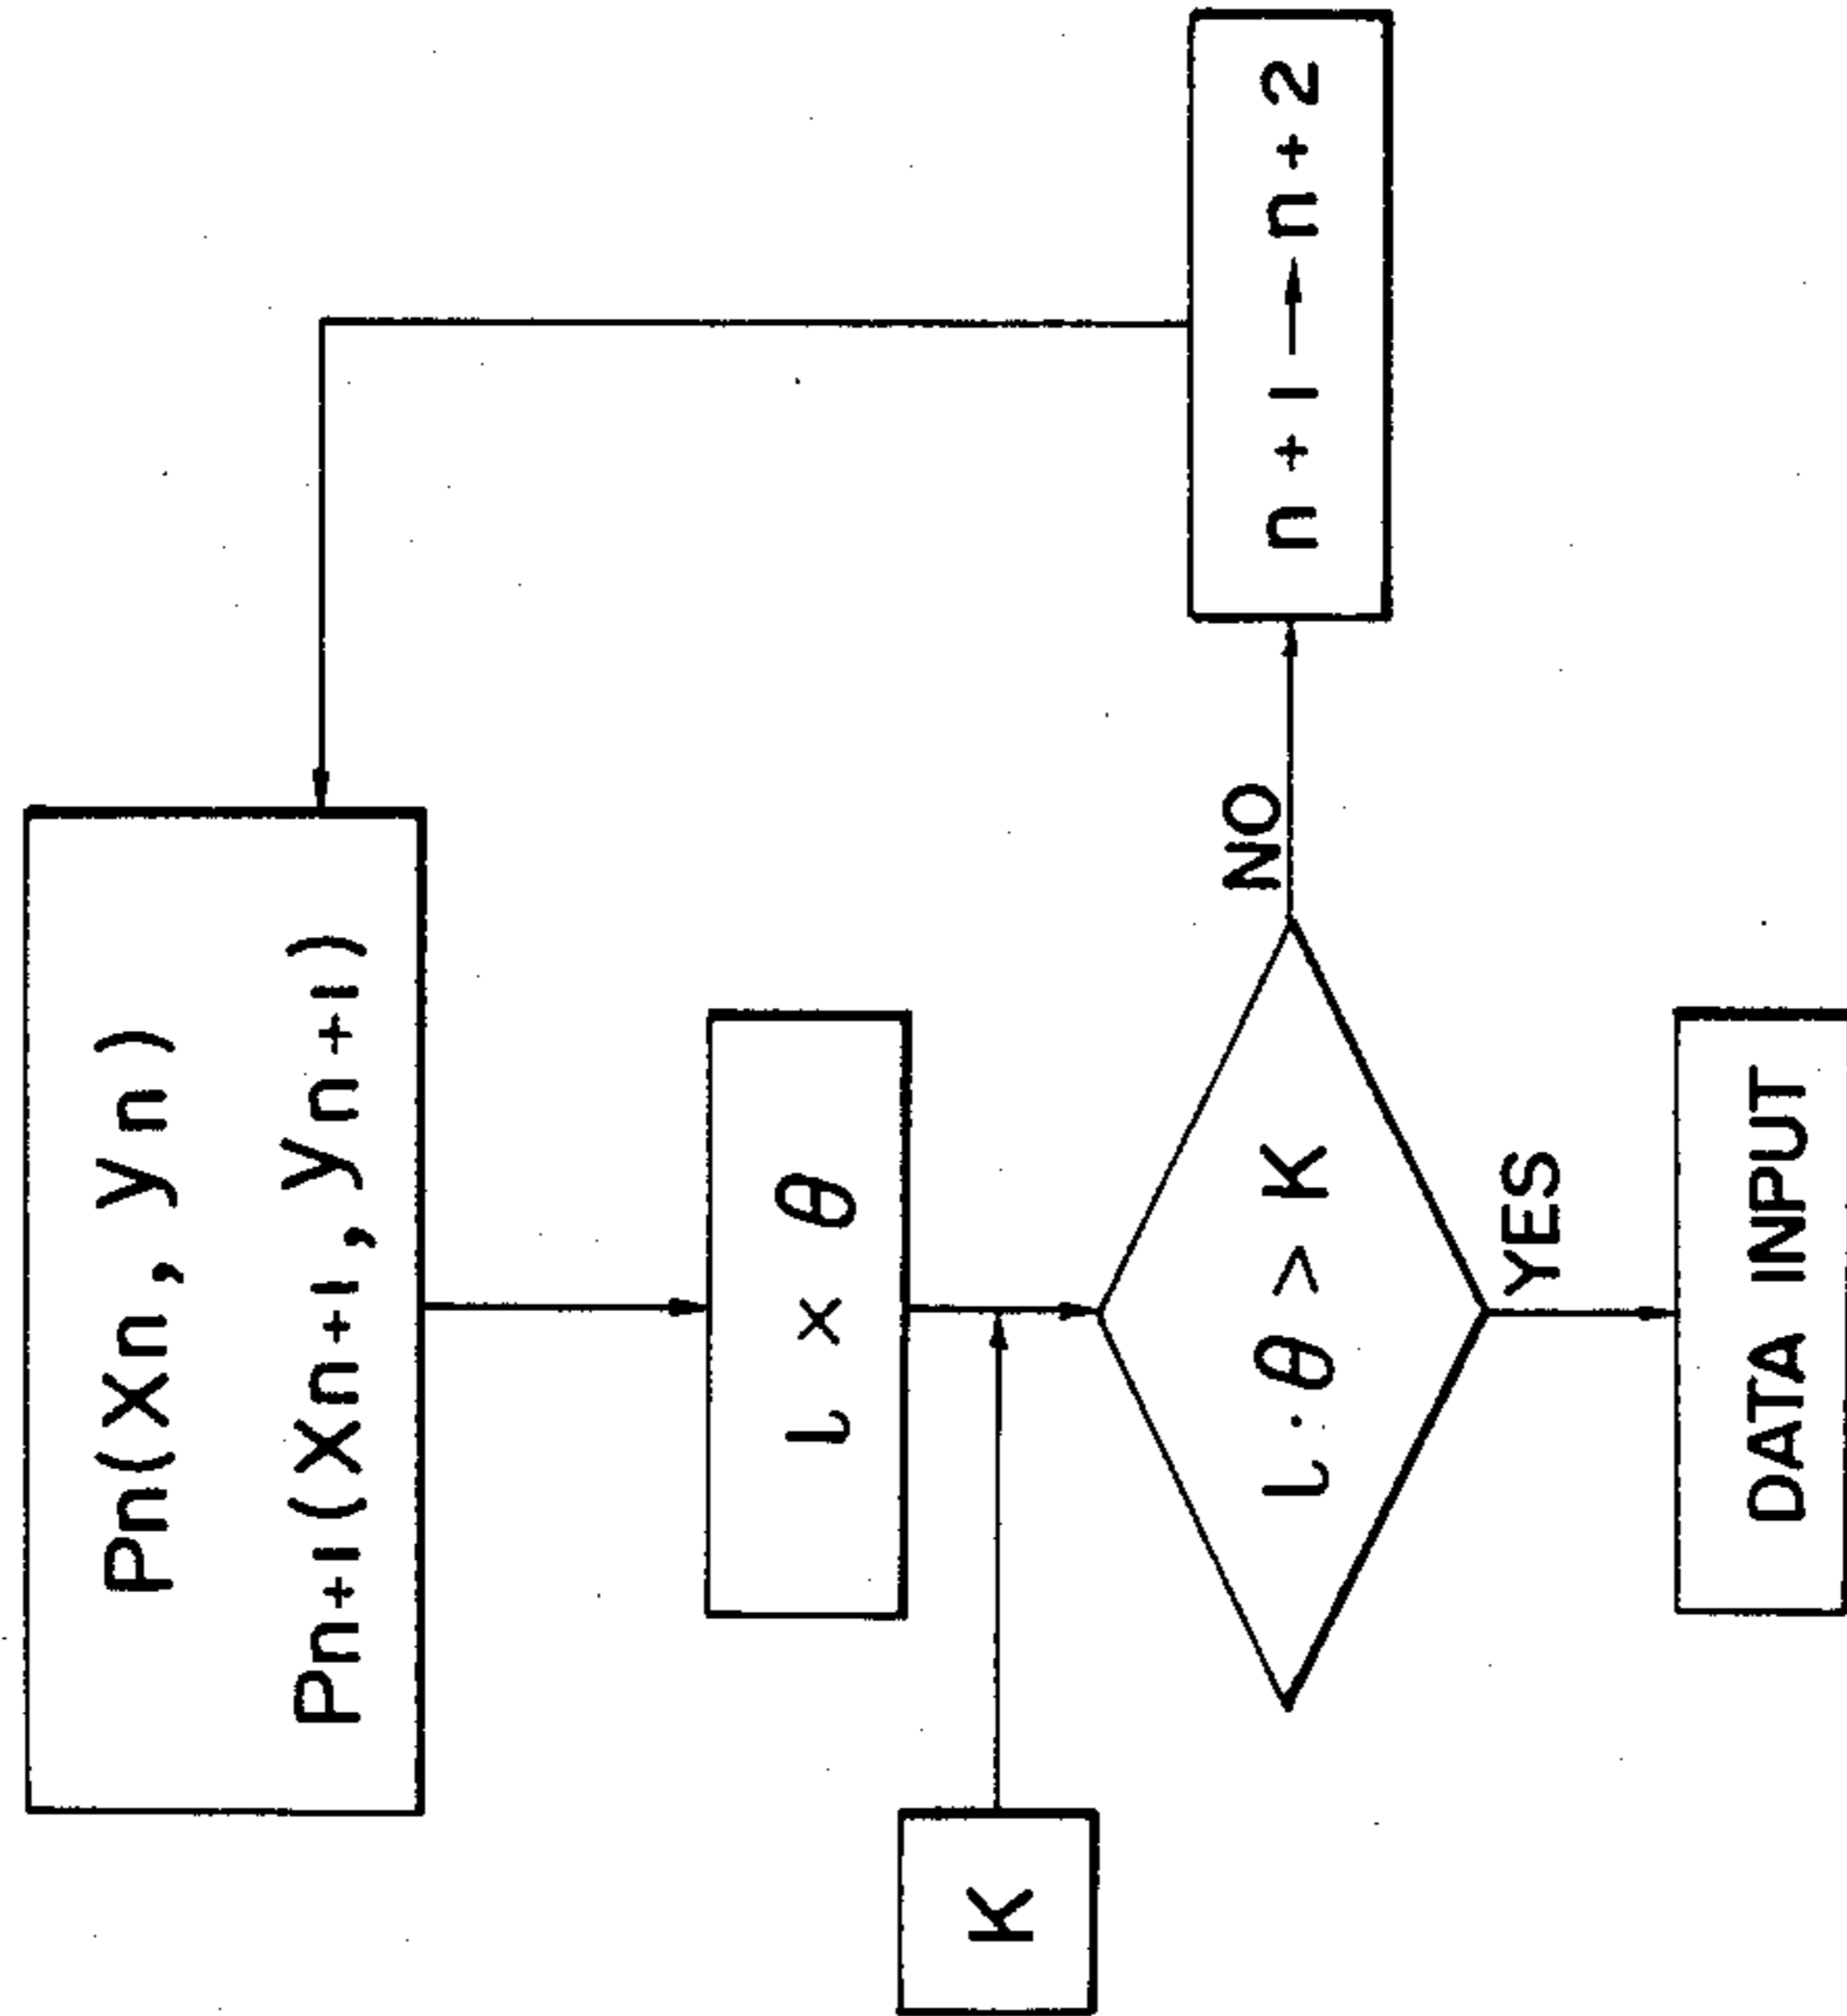 Pn(Xn, yn)
Pn+1(Xn+1, yn+1)
l × θ
K
l·θ > K
NO
n+1 → n+2
YES
DATA INPUT